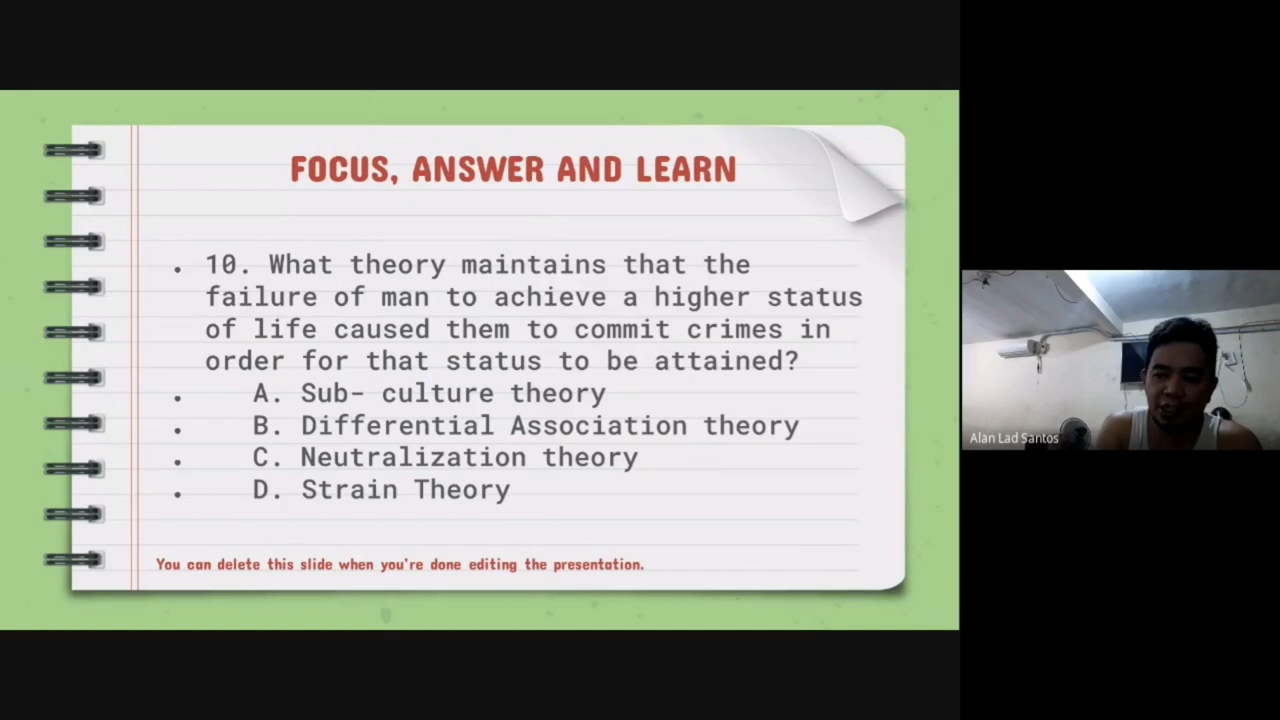 FOCUS, ANSWER AND LEARN
. 10. What theory maintains that the
failure of man to achieve a higher status
of life caused them to commit crimes in
order for that status to be attained?
. A. Sub- culture theory
. B. Differential Association theory
. C. Neutralization theory
. D. Strain Theory
You can delete this slide when you're done editing the presentation.
Alan Lad Santos